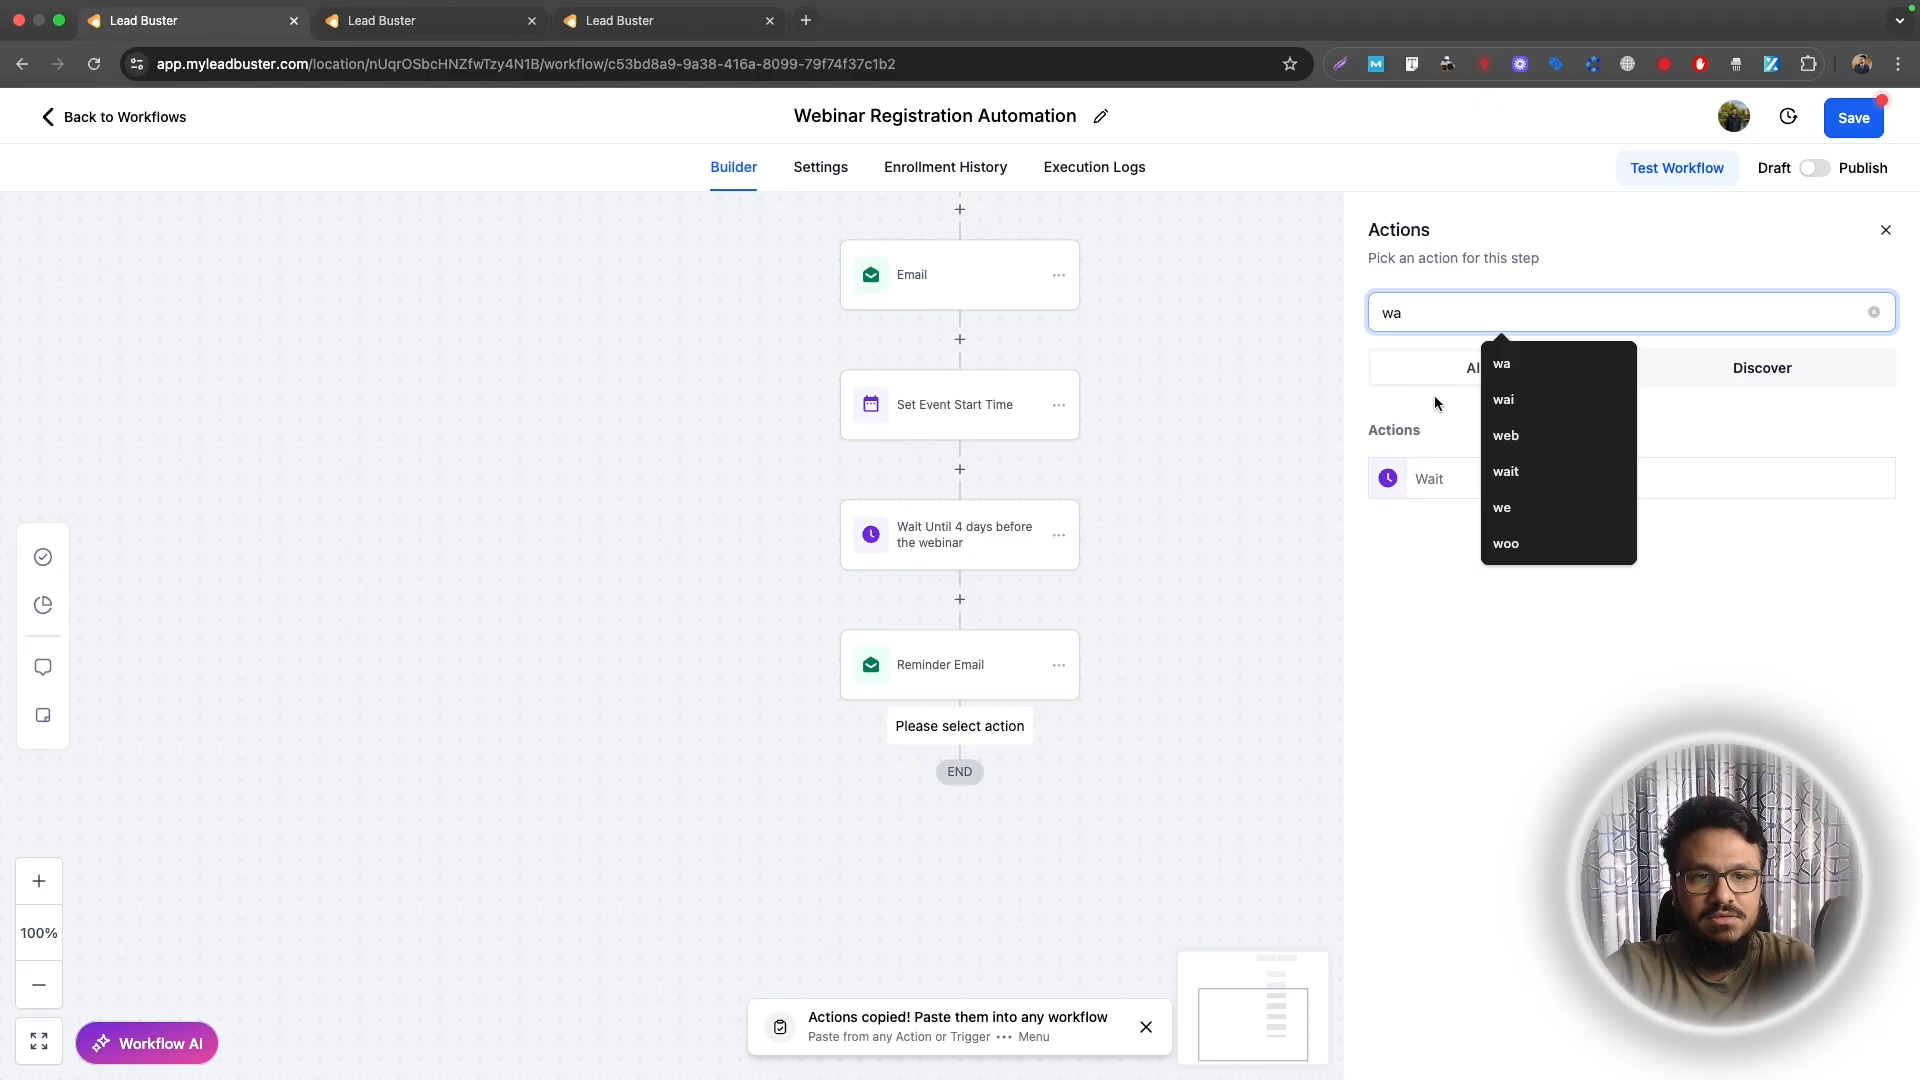 Lead Buster
Lead Buster
Lead Buster
app.myleadbuster.com/location/nUqrOSbcHNZfwTzy4N1B/workflow/c53bd8a9-9a38-416a-8099-79f74f37c1b2
Back to Workflows
Webinar Registration Automation
Save
Builder
Settings
Enrollment History
Execution Logs
Test Workflow
Draft
Publish
Email
Set Event Start Time
Wait Until 4 days before
the webinar
Reminder Email
Please select action
END
Actions
Pick an action for this step
wa
Al
Discover
wa
wai
web
wait
we
woo
Actions
Wait
100%
Workflow AI
Actions copied! Paste them into any workflow
Paste from any Action or Trigger ••• Menu